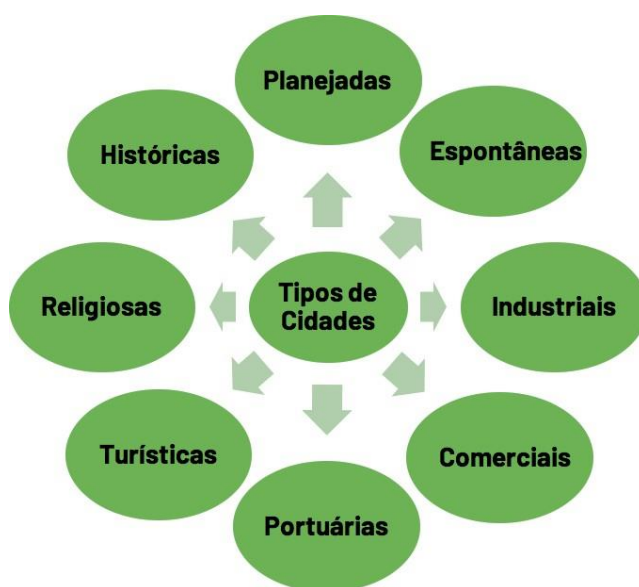 Planejadas
Históricas
Espontâneas
Religiosas
Tipos de
Cidades
Industriais
Turísticas
Comerciais
Portuárias